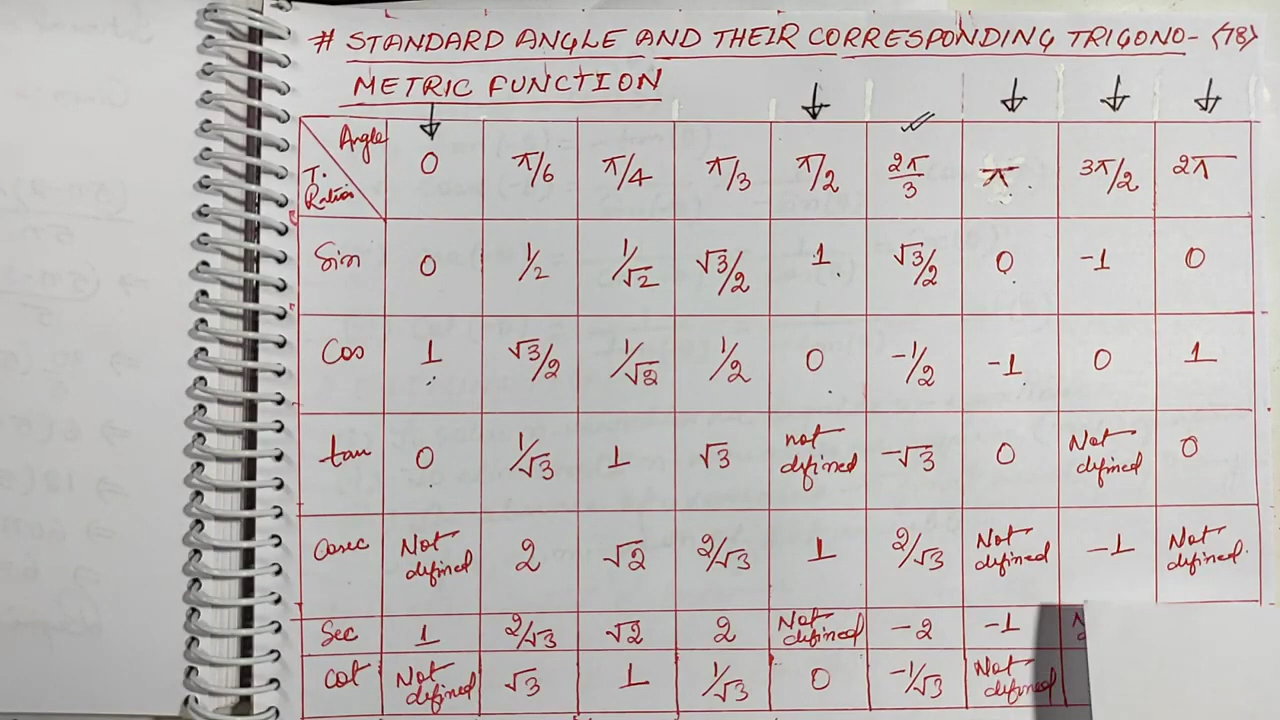 # STANDARD ANGLE AND THEIR CORRESPONDING TRIGONO- (78)
METRIC FUNCTION
Angle
T. Ratios 0 π/6 π/4 π/3 π/2 2π/3 π 3π/2 2π
Sin 0 1/2 1/√2 √3/2 1 √3/2 0 -1 0
Cos 1 √3/2 1/√2 1/2 0 -1/2 -1 0 1
tan 0 1/√3 1 √3 not defined -√3 0 Not defined 0
Cosec Not defined 2 √2 2/√3 1 2/√3 Not defined -1 Not defined.
Sec 1 2/√3 √2 2 Not defined -2 -1
Cot Not defined √3 1 1/√3 0 -1/√3 Not defined